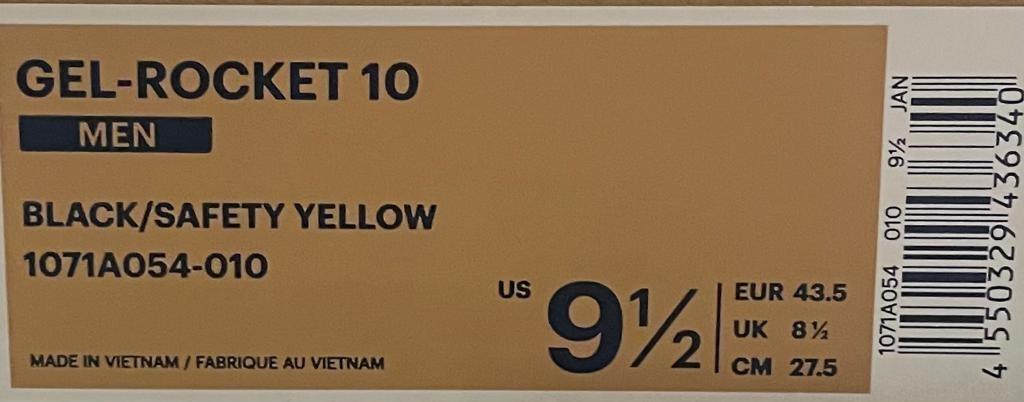 GEL-ROCKET 10
MEN
BLACK/SAFETY YELLOW
1071A054-010
MADE IN VIETNAM / FABRIQUE AU VIETNAM
US 9½
EUR 43.5
UK 8½
CM 27.5
1071A054 010 9½ JAN
4 550329 436340